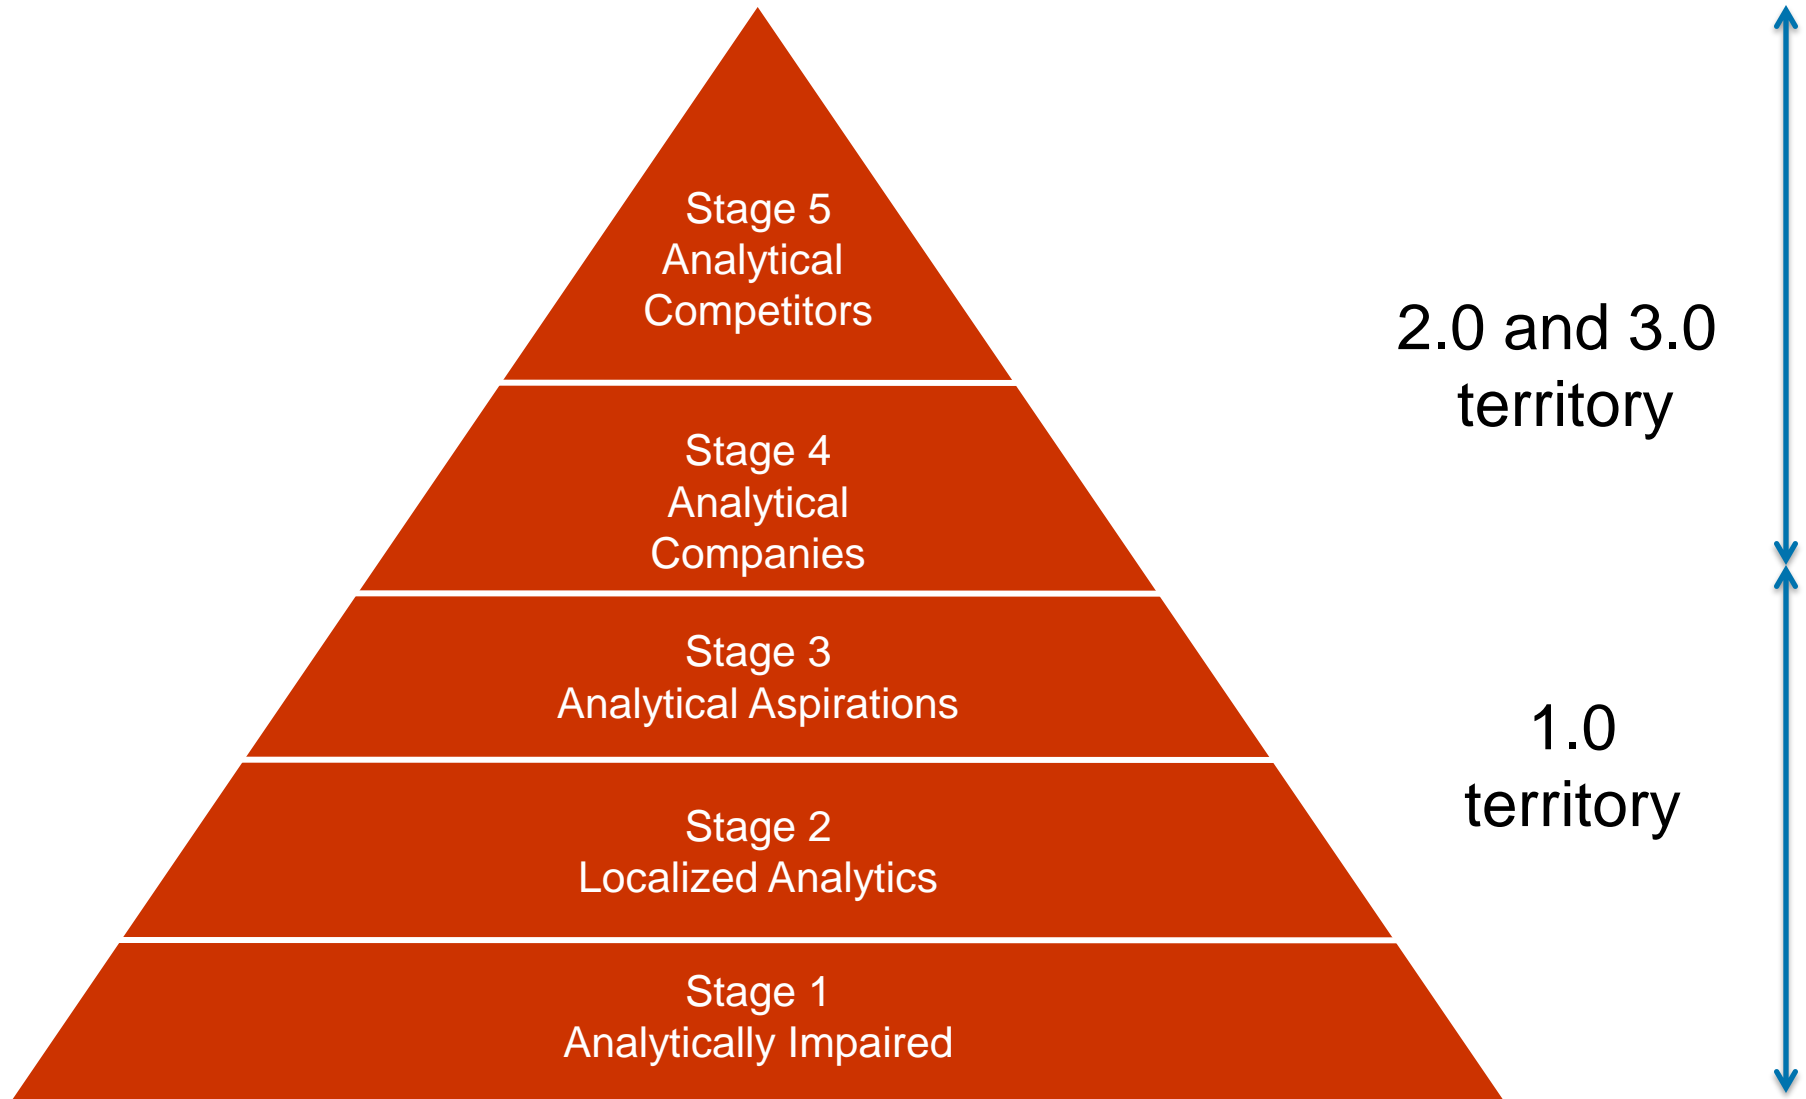 Stage 5
Analytical
Competitors
2.0 and 3.0
territory
Stage 4
Analytical
Companies
Stage 3
Analytical Aspirations
1.0
territory
Stage 2
Localized Analytics
Stage 1
Analytically Impaired